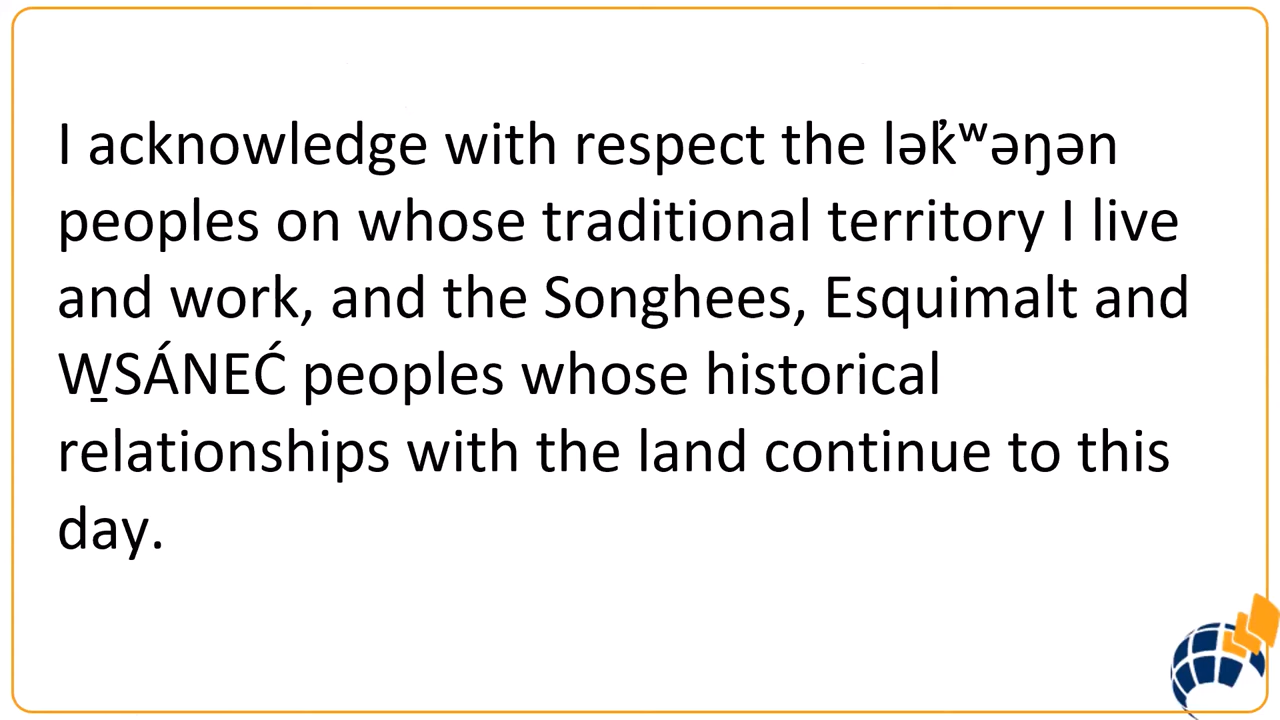 I acknowledge with respect the lək̓ʷəŋən
peoples on whose traditional territory I live
and work, and the Songhees, Esquimalt and
W̱SÁNEĆ peoples whose historical
relationships with the land continue to this
day.